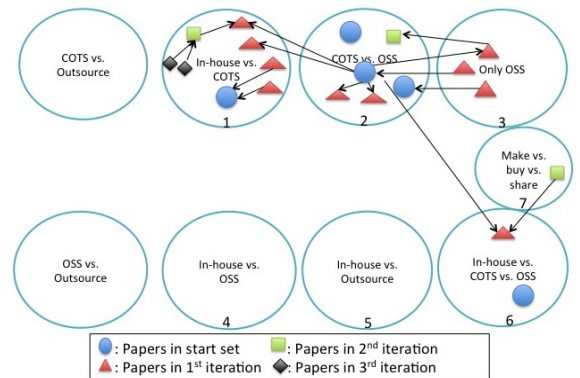 COTS vs.
Outsource
In-house vs.
COTS
1
COTS vs. OSS
2
Only OSS
3
Make vs.
buy vs.
share
7
OSS vs.
Outsource
In-house vs.
OSS
4
In-house vs.
Outsource
5
In-house vs.
COTS vs. OSS
6
: Papers in start set
: Papers in 2nd iteration
: Papers in 1st iteration
: Papers in 3rd iteration